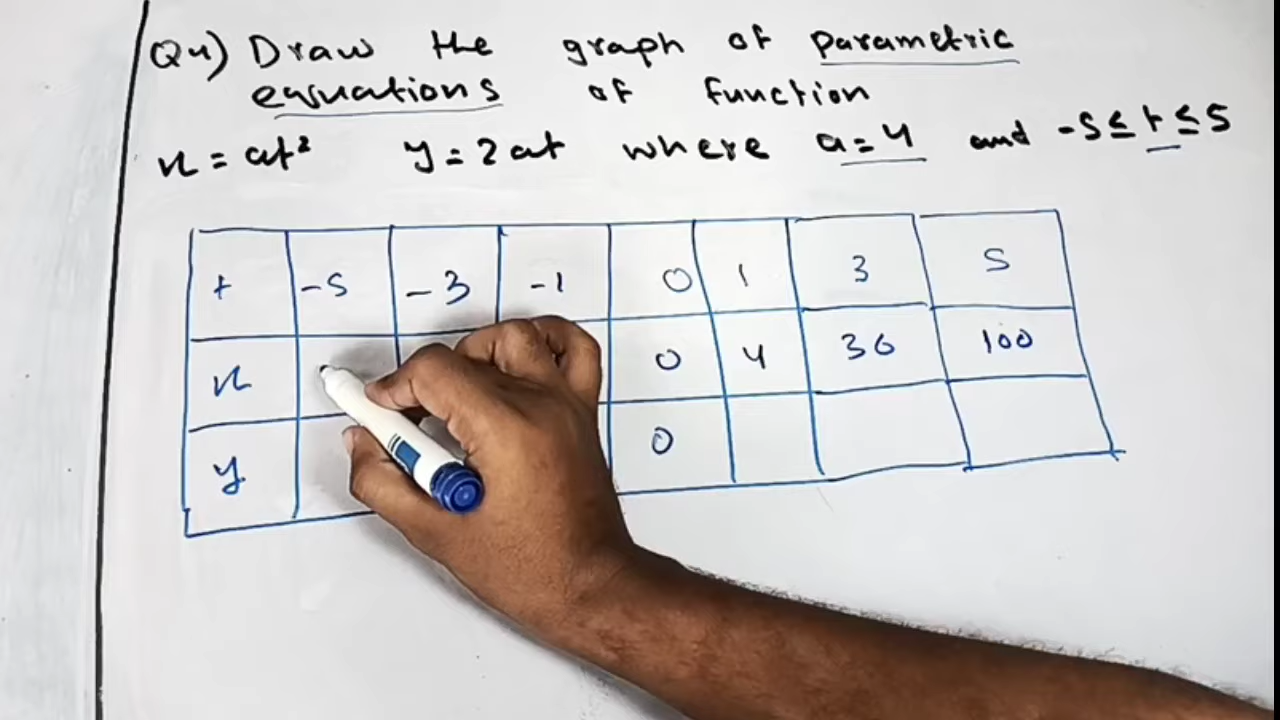 Q4) Draw the graph of parametric
equations of function
x = at² y = 2at where a = 4 and -5 ≤ t ≤ 5
t -5 -3 -1 0 1 3 5
x 0 4 36 100
y 0